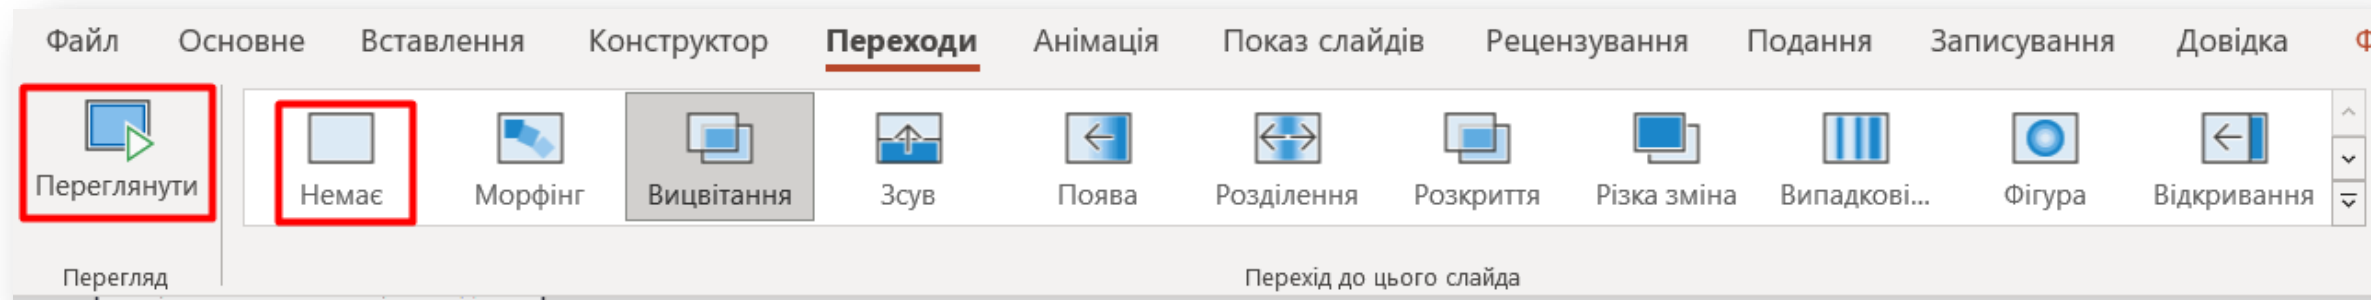 Файл Основне Вставлення Конструктор Переходи Анімація Показ слайдів Рецензування Подання Записування Довідка
Переглянути Немає Морфінг Вицвітання Зсув Поява Розділення Розкриття Різка зміна Випадкові... Фігура Відкривання
Перегляд Перехід до цього слайда